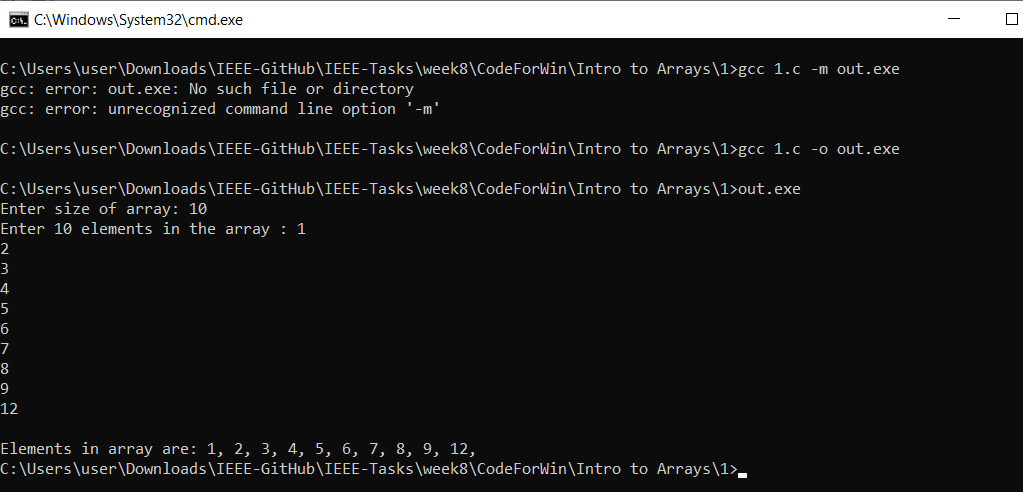 C:\Windows\System32\cmd.exe
C:\Users\user\Downloads\IEEE-GitHub\IEEE-Tasks\week8\CodeForWin\Intro to Arrays\1>gcc 1.c -m out.exe
gcc: error: out.exe: No such file or directory
gcc: error: unrecognized command line option '-m'
C:\Users\user\Downloads\IEEE-GitHub\IEEE-Tasks\week8\CodeForWin\Intro to Arrays\1>gcc 1.c -o out.exe
C:\Users\user\Downloads\IEEE-GitHub\IEEE-Tasks\week8\CodeForWin\Intro to Arrays\1>out.exe
Enter size of array: 10
Enter 10 elements in the array : 1
2
3
4
5
6
7
8
9
12
Elements in array are: 1, 2, 3, 4, 5, 6, 7, 8, 9, 12,
C:\Users\user\Downloads\IEEE-GitHub\IEEE-Tasks\week8\CodeForWin\Intro to Arrays\1>